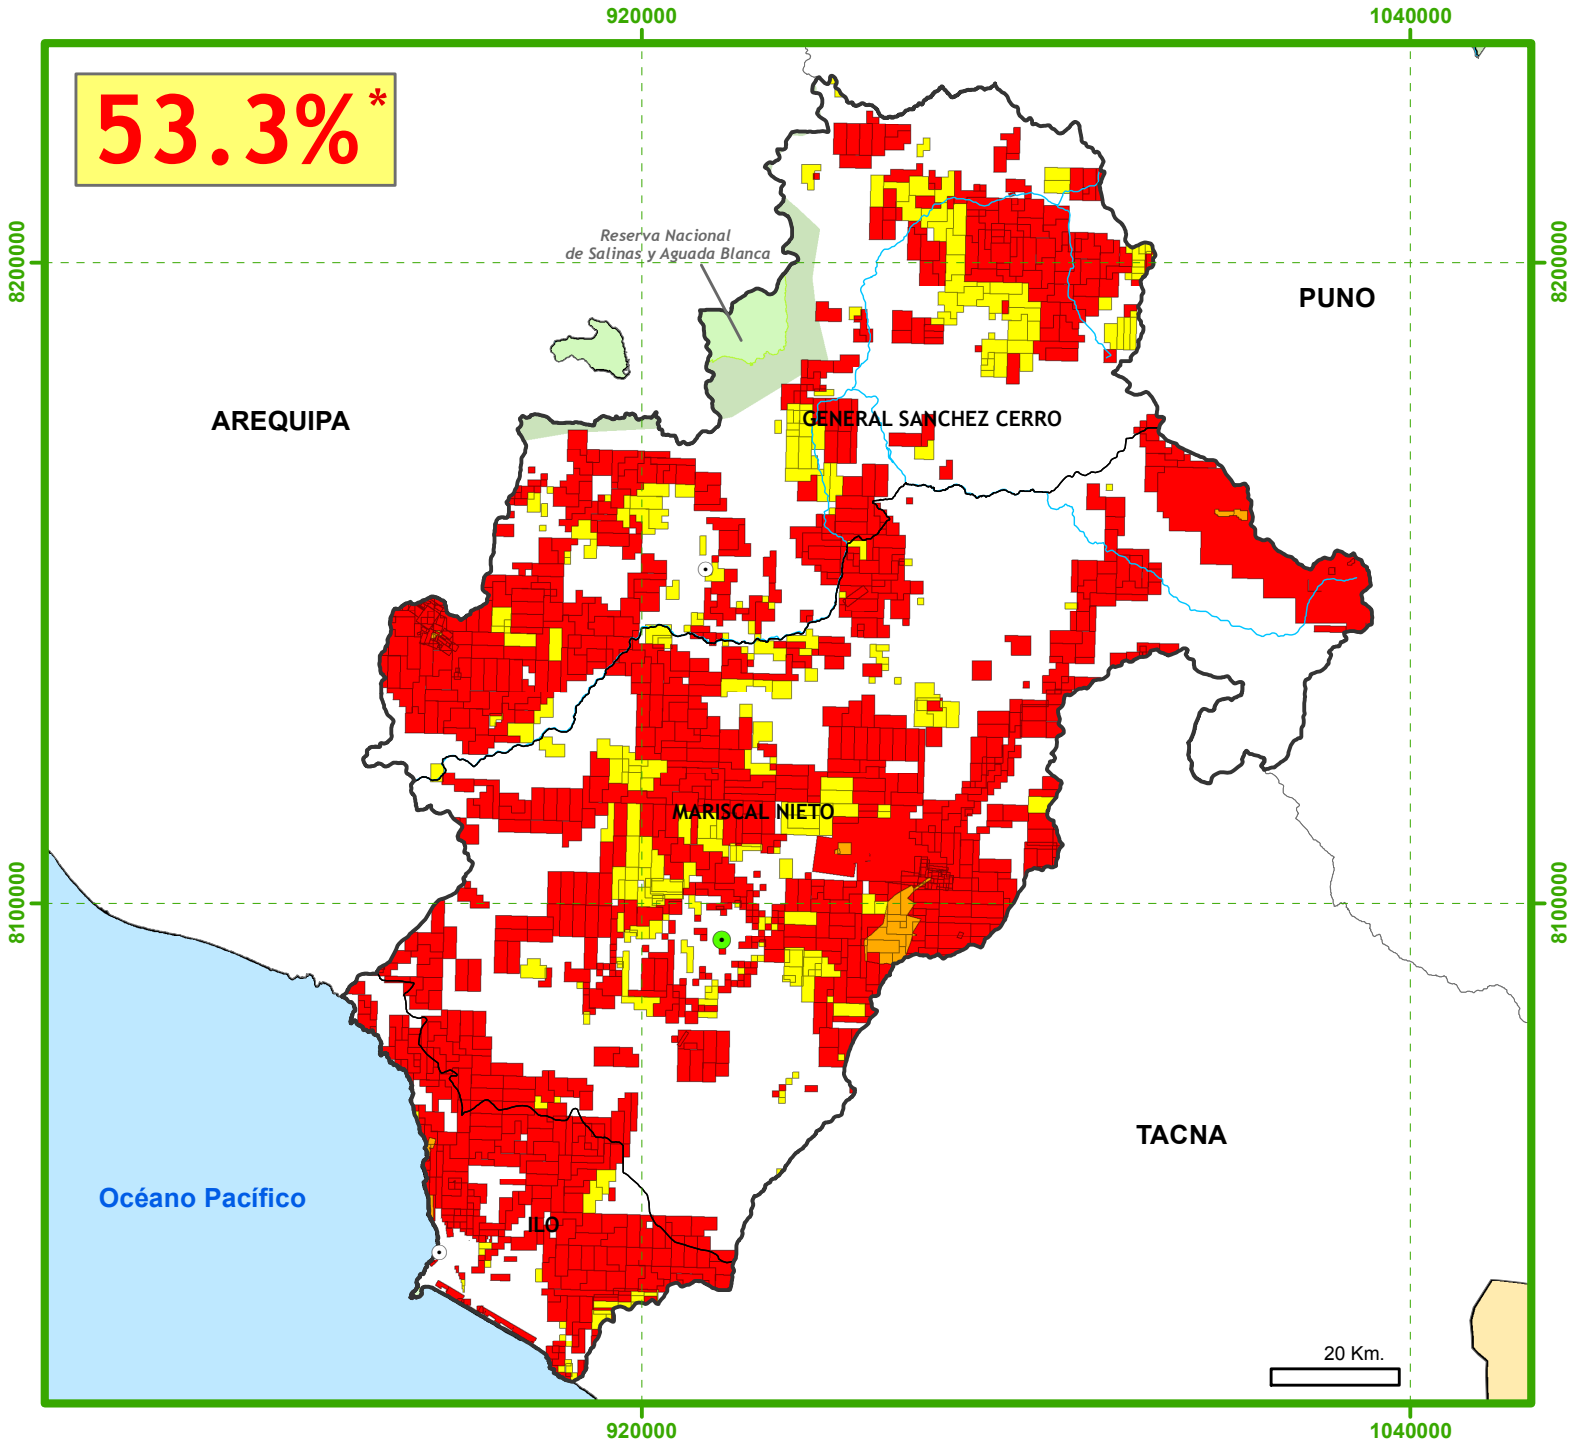 920000
1040000
53.3%*
Reserva Nacional
de Salinas y Aguada Blanca
8200000
8200000
PUNO
AREQUIPA
GENERAL SANCHEZ CERRO
MARISCAL NIETO
8100000
8100000
TACNA
Océano Pacífico
ILO
20 Km.
920000
1040000